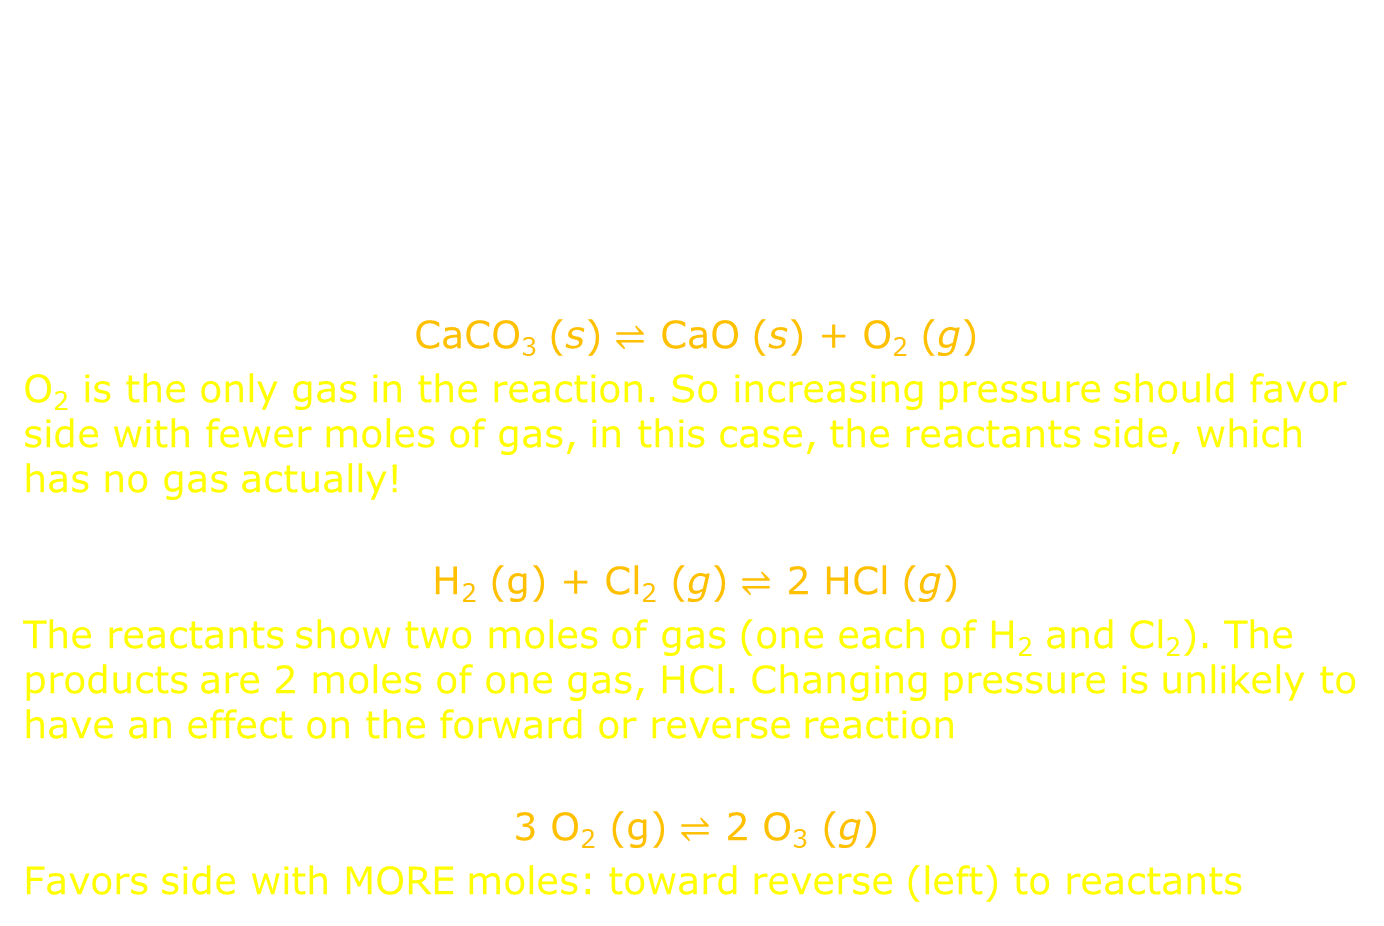 CaCO₃ (s) ⇌ CaO (s) + O₂ (g)
O₂ is the only gas in the reaction. So increasing pressure should favor
side with fewer moles of gas, in this case, the reactants side, which
has no gas actually!
H₂ (g) + Cl₂ (g) ⇌ 2 HCl (g)
The reactants show two moles of gas (one each of H₂ and Cl₂). The
products are 2 moles of one gas, HCl. Changing pressure is unlikely to
have an effect on the forward or reverse reaction
3 O₂ (g) ⇌ 2 O₃ (g)
Favors side with MORE moles: toward reverse (left) to reactants